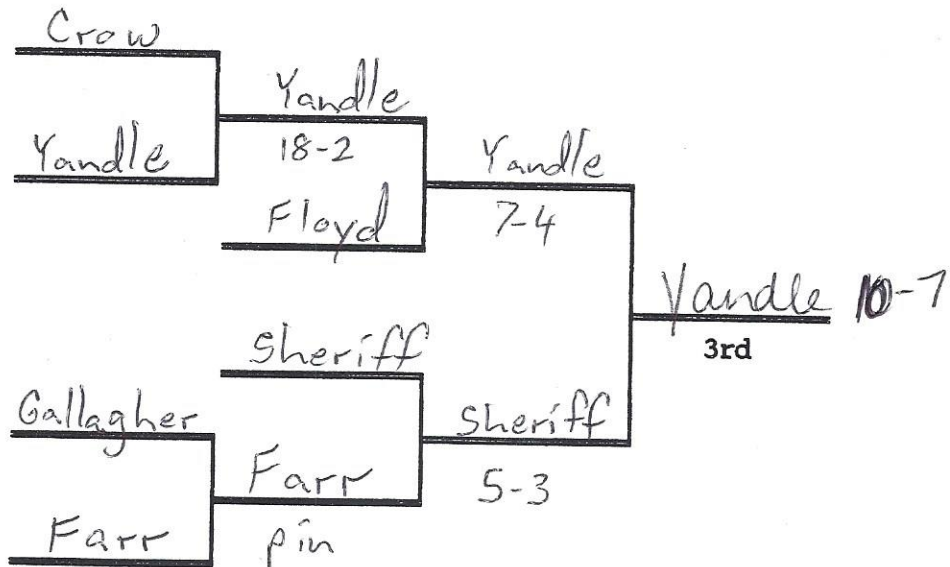 Crow
Yandle
18-2
Yandle
Yandle
7-4
Floyd
Yandle 10-7
3rd
Sheriff
Gallagher
Sheriff
Farr
5-3
Farr
pin